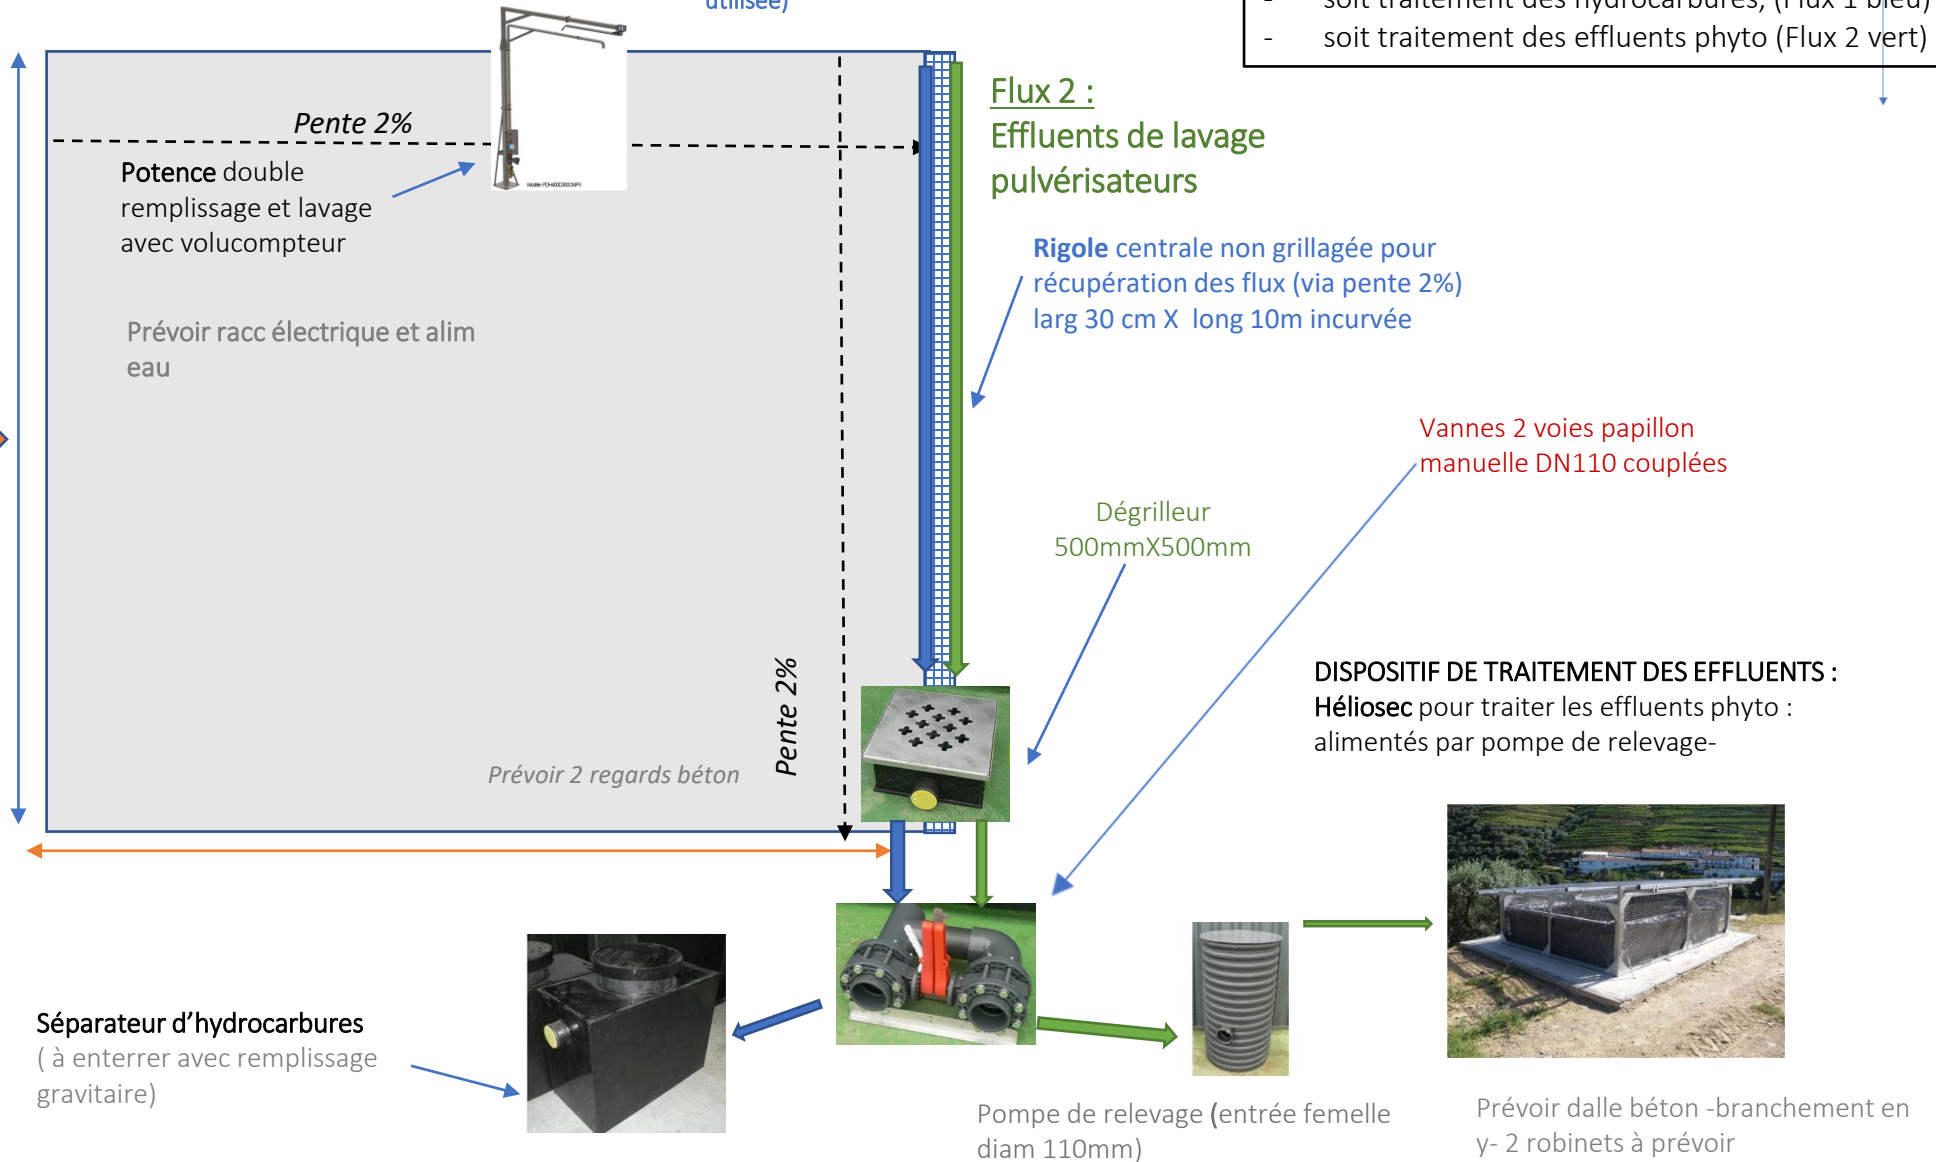 utilisée)
- soit traitement des hydrocarbures, (Flux 1 bleu)
- soit traitement des effluents phyto (Flux 2 vert)
Flux 2 :
Effluents de lavage
pulvérisateurs
Pente 2%
Potence double
remplissage et lavage
avec volucompteur
Prévoir racc électrique et alim
eau
Rigole centrale non grillagée pour
récupération des flux (via pente 2%)
larg 30 cm X long 10m incurvée
Vannes 2 voies papillon
manuelle DN110 couplées
Dégrilleur
500mmX500mm
Pente 2%
Prévoir 2 regards béton
DISPOSITIF DE TRAITEMENT DES EFFLUENTS :
Héliosec pour traiter les effluents phyto :
alimentés par pompe de relevage-
Séparateur d’hydrocarbures
( à enterrer avec remplissage
gravitaire)
Pompe de relevage (entrée femelle
diam 110mm)
Prévoir dalle béton -branchement en
y- 2 robinets à prévoir